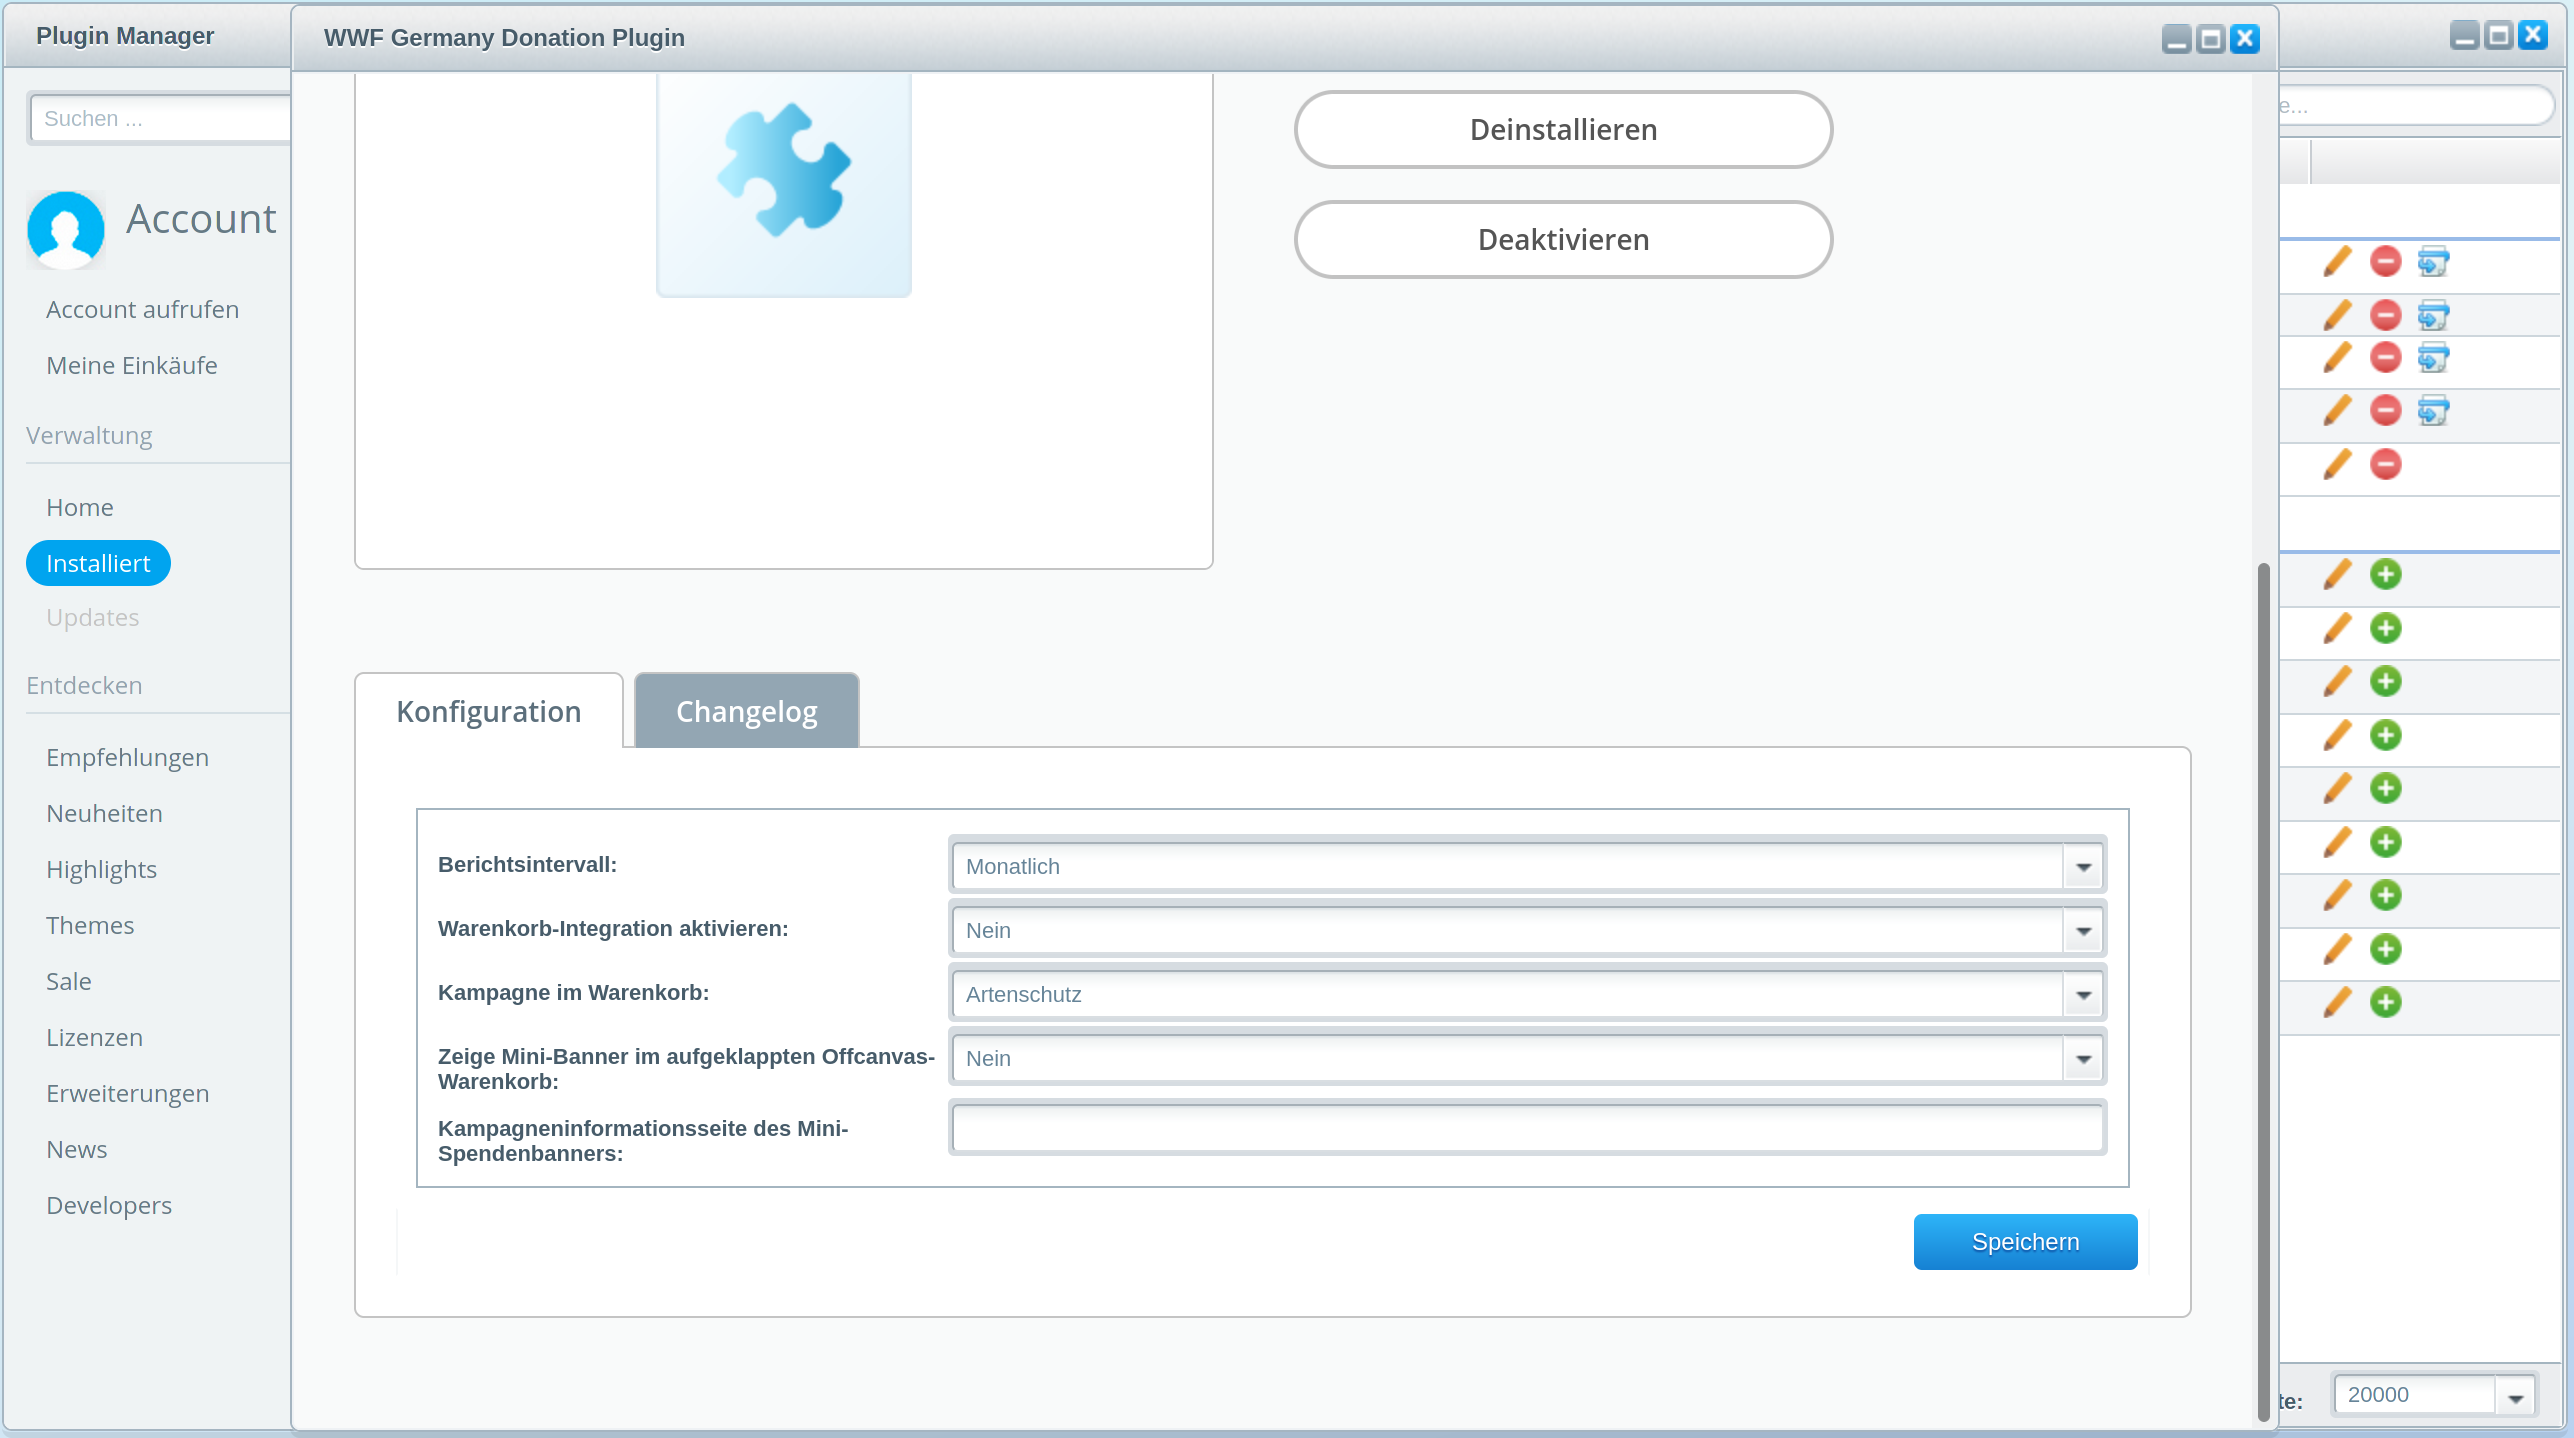 Plugin Manager
WWF Germany Donation Plugin
Suchen ...
Account
Account aufrufen
Meine Einkäufe
Verwaltung
Home
Installiert
Updates
Entdecken
Empfehlungen
Neuheiten
Highlights
Themes
Sale
Lizenzen
Erweiterungen
News
Developers
Deinstallieren
Deaktivieren
Konfiguration
Changelog
Berichtsintervall:
Monatlich
Warenkorb-Integration aktivieren:
Nein
Kampagne im Warenkorb:
Artenschutz
Zeige Mini-Banner im aufgeklappten Offcanvas-
Warenkorb:
Nein
Kampagneninformationsseite des Mini-
Spendenbanners:
Speichern
e...
te:
20000